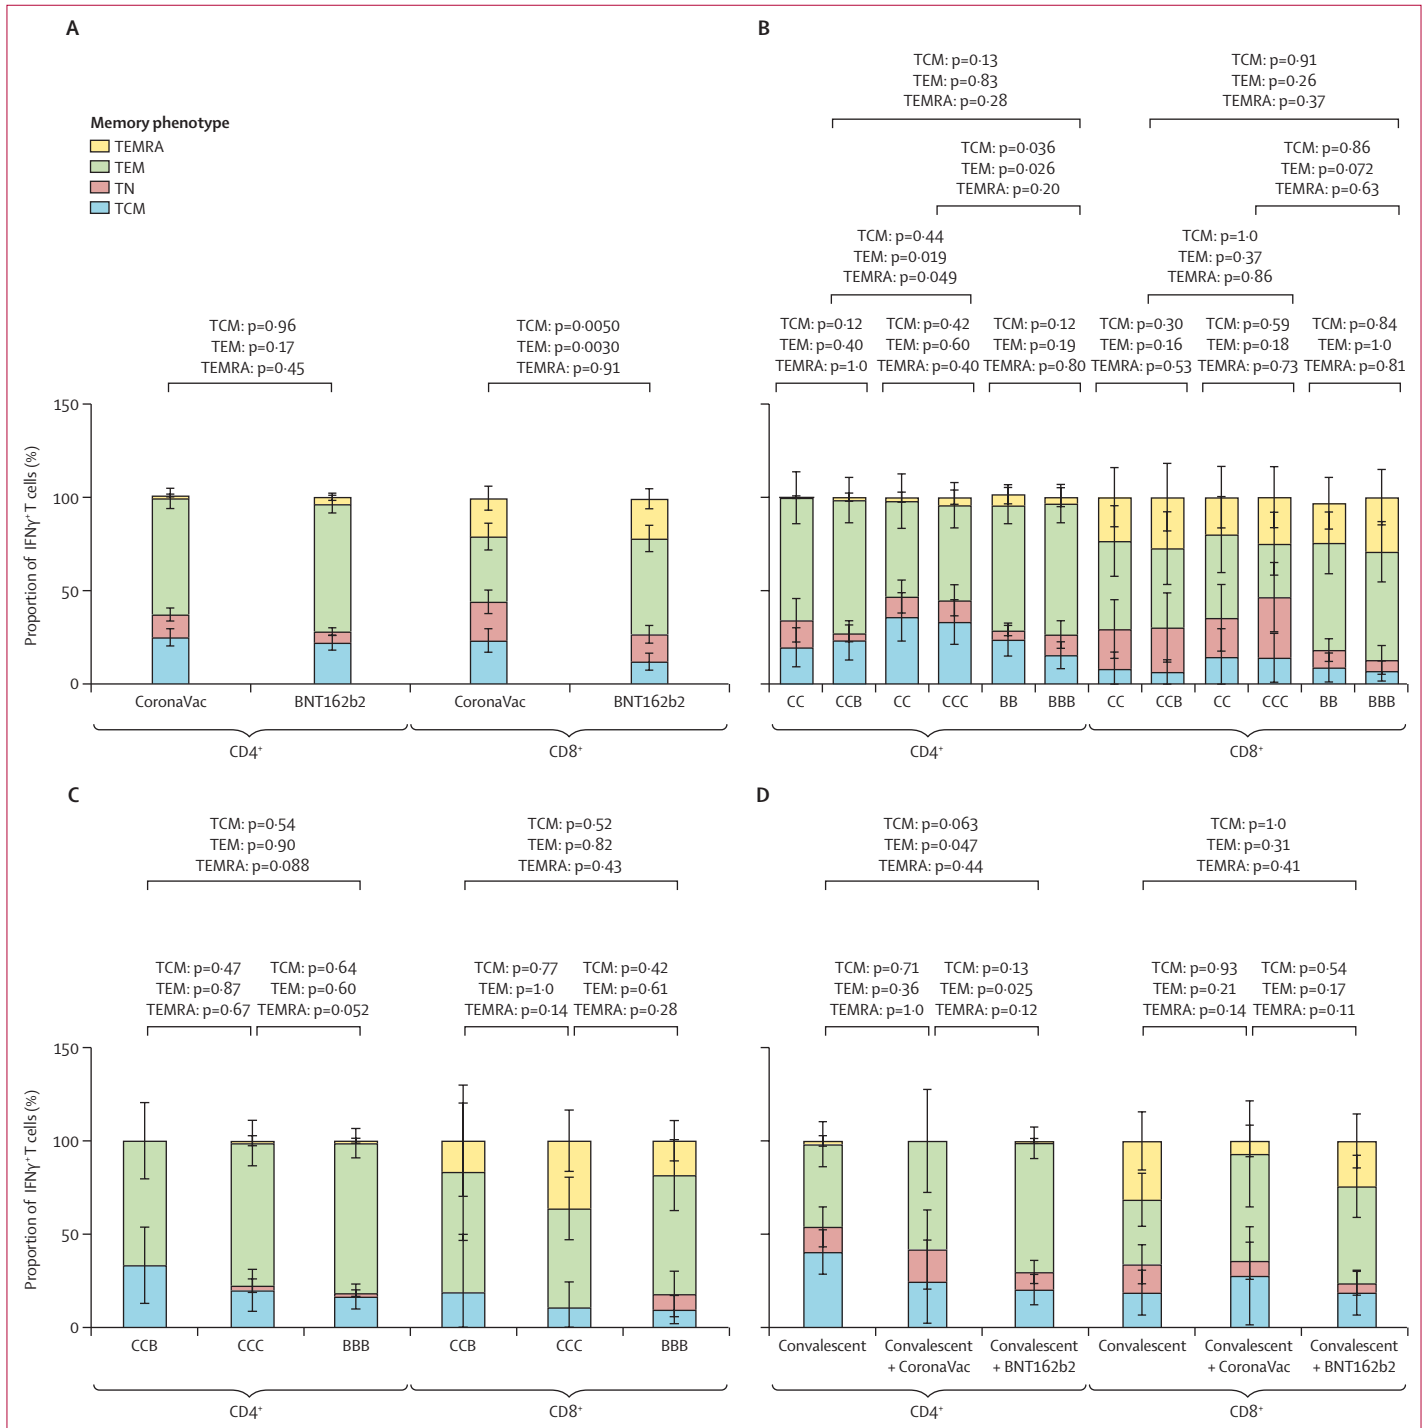 A
Memory phenotype
TEMRA
TEM
TN
TCM
TCM: p=0·96
TEM: p=0·17
TEMRA: p=0·45
TCM: p=0·0050
TEM: p=0·0030
TEMRA: p=0·91
Proportion of IFNγ⁺T cells (%)
150
100
50
0
CoronaVac
BNT162b2
CoronaVac
BNT162b2
CD4⁺
CD8⁺
B
TCM: p=0·13
TEM: p=0·83
TEMRA: p=0·28
TCM: p=0·91
TEM: p=0·26
TEMRA: p=0·37
TCM: p=0·036
TEM: p=0·026
TEMRA: p=0·20
TCM: p=0·86
TEM: p=0·072
TEMRA: p=0·63
TCM: p=0·44
TEM: p=0·019
TEMRA: p=0·049
TCM: p=1·0
TEM: p=0·37
TEMRA: p=0·86
TCM: p=0·12
TEM: p=0·40
TEMRA: p=1·0
TCM: p=0·42
TEM: p=0·60
TEMRA: p=0·40
TCM: p=0·12
TEM: p=0·19
TEMRA: p=0·80
TCM: p=0·30
TEM: p=0·16
TEMRA: p=0·53
TCM: p=0·59
TEM: p=0·18
TEMRA: p=0·73
TCM: p=0·84
TEM: p=1·0
TEMRA: p=0·81
CC
CCB
CC
CCC
BB
BBB
CC
CCB
CC
CCC
BB
BBB
CD4⁺
CD8⁺
C
TCM: p=0·54
TEM: p=0·90
TEMRA: p=0·088
TCM: p=0·52
TEM: p=0·82
TEMRA: p=0·43
TCM: p=0·47
TEM: p=0·87
TEMRA: p=0·67
TCM: p=0·64
TEM: p=0·60
TEMRA: p=0·052
TCM: p=0·77
TEM: p=1·0
TEMRA: p=0·14
TCM: p=0·42
TEM: p=0·61
TEMRA: p=0·28
Proportion of IFNγ⁺T cells (%)
150
100
50
0
CCB
CCC
BBB
CCB
CCC
BBB
CD4⁺
CD8⁺
D
TCM: p=0·063
TEM: p=0·047
TEMRA: p=0·44
TCM: p=1·0
TEM: p=0·31
TEMRA: p=0·41
TCM: p=0·71
TEM: p=0·36
TEMRA: p=1·0
TCM: p=0·13
TEM: p=0·025
TEMRA: p=0·12
TCM: p=0·93
TEM: p=0·21
TEMRA: p=0·14
TCM: p=0·54
TEM: p=0·17
TEMRA: p=0·11
Convalescent
Convalescent
+ CoronaVac
Convalescent
+ BNT162b2
Convalescent
Convalescent
+ CoronaVac
Convalescent
+ BNT162b2
CD4⁺
CD8⁺